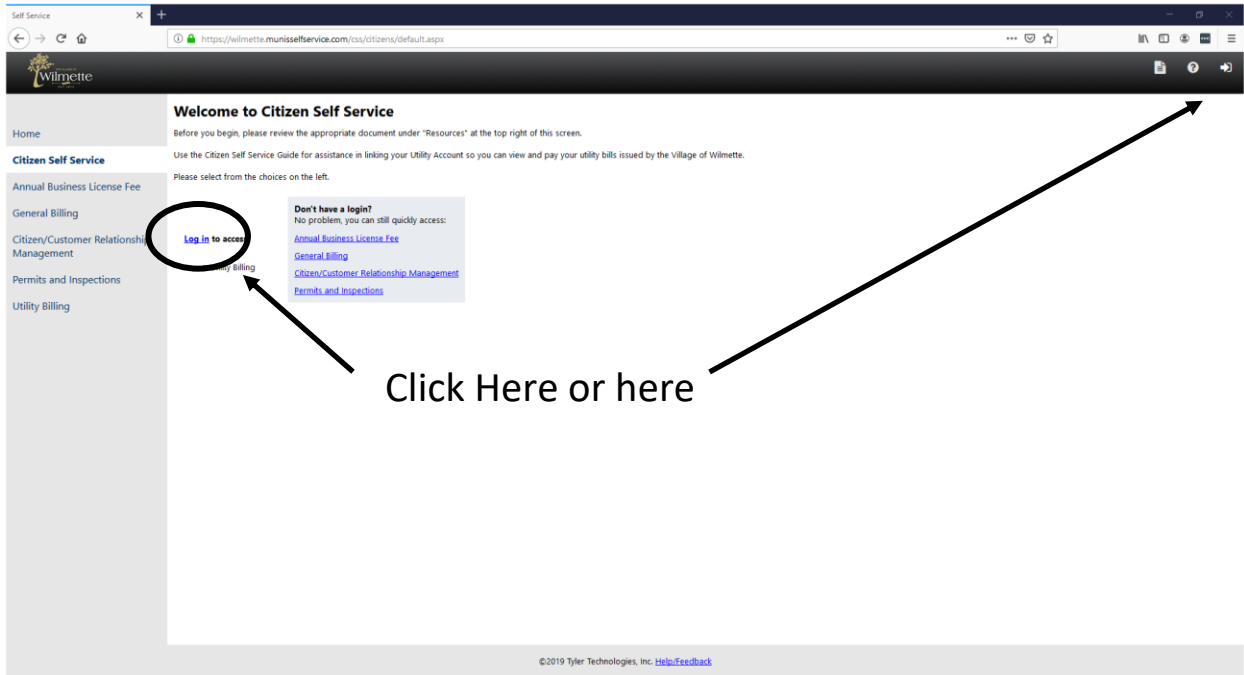 Self Service
https://wilmette.munisselfservice.com/css/citizens/default.aspx
Wilmette
Welcome to Citizen Self Service
Before you begin, please review the appropriate document under "Resources" at the top right of this screen.
Use the Citizen Self Service Guide for assistance in linking your Utility Account so you can view and pay your utility bills issued by the Village of Wilmette.
Please select from the choices on the left.
Home
Citizen Self Service
Annual Business License Fee
General Billing
Citizen/Customer Relationship
Management
Permits and Inspections
Utility Billing
Log in to access
Billing
Don't have a login?
No problem, you can still quickly access:
Annual Business License Fee
General Billing
Citizen/Customer Relationship Management
Permits and Inspections
Click Here or here
©2019 Tyler Technologies, Inc. Help/Feedback